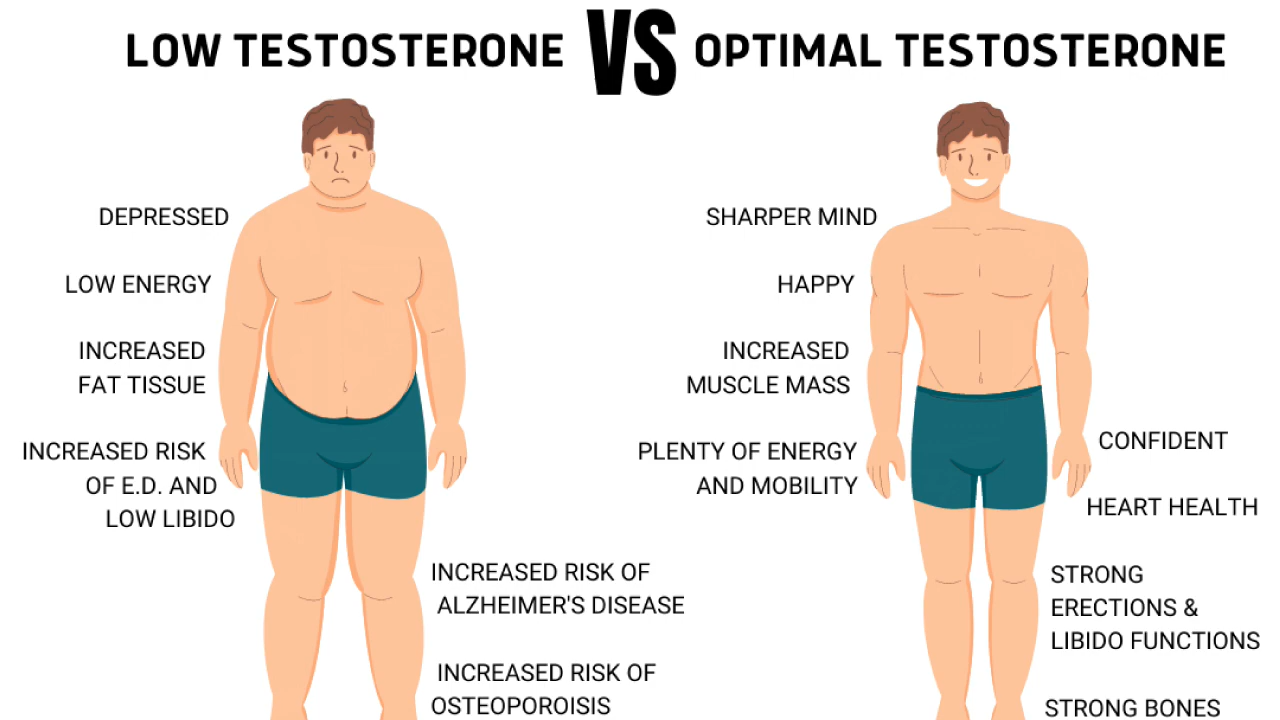 LOW TESTOSTERONE VS OPTIMAL TESTOSTERONE
DEPRESSED
LOW ENERGY
INCREASED
FAT TISSUE
INCREASED RISK
OF E.D. AND
LOW LIBIDO
INCREASED RISK OF
ALZHEIMER'S DISEASE
INCREASED RISK OF
OSTEOPOROISIS
SHARPER MIND
HAPPY
INCREASED
MUSCLE MASS
PLENTY OF ENERGY
AND MOBILITY
CONFIDENT
HEART HEALTH
STRONG
ERECTIONS &
LIBIDO FUNCTIONS
STRONG BONES